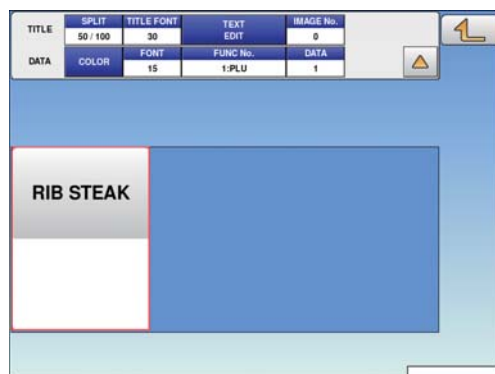 TITLE SPLIT TITLE FONT TEXT EDIT IMAGE No.
50 / 100 30 0
DATA COLOR FONT FUNC No. DATA
15 1:PLU 1
RIB STEAK